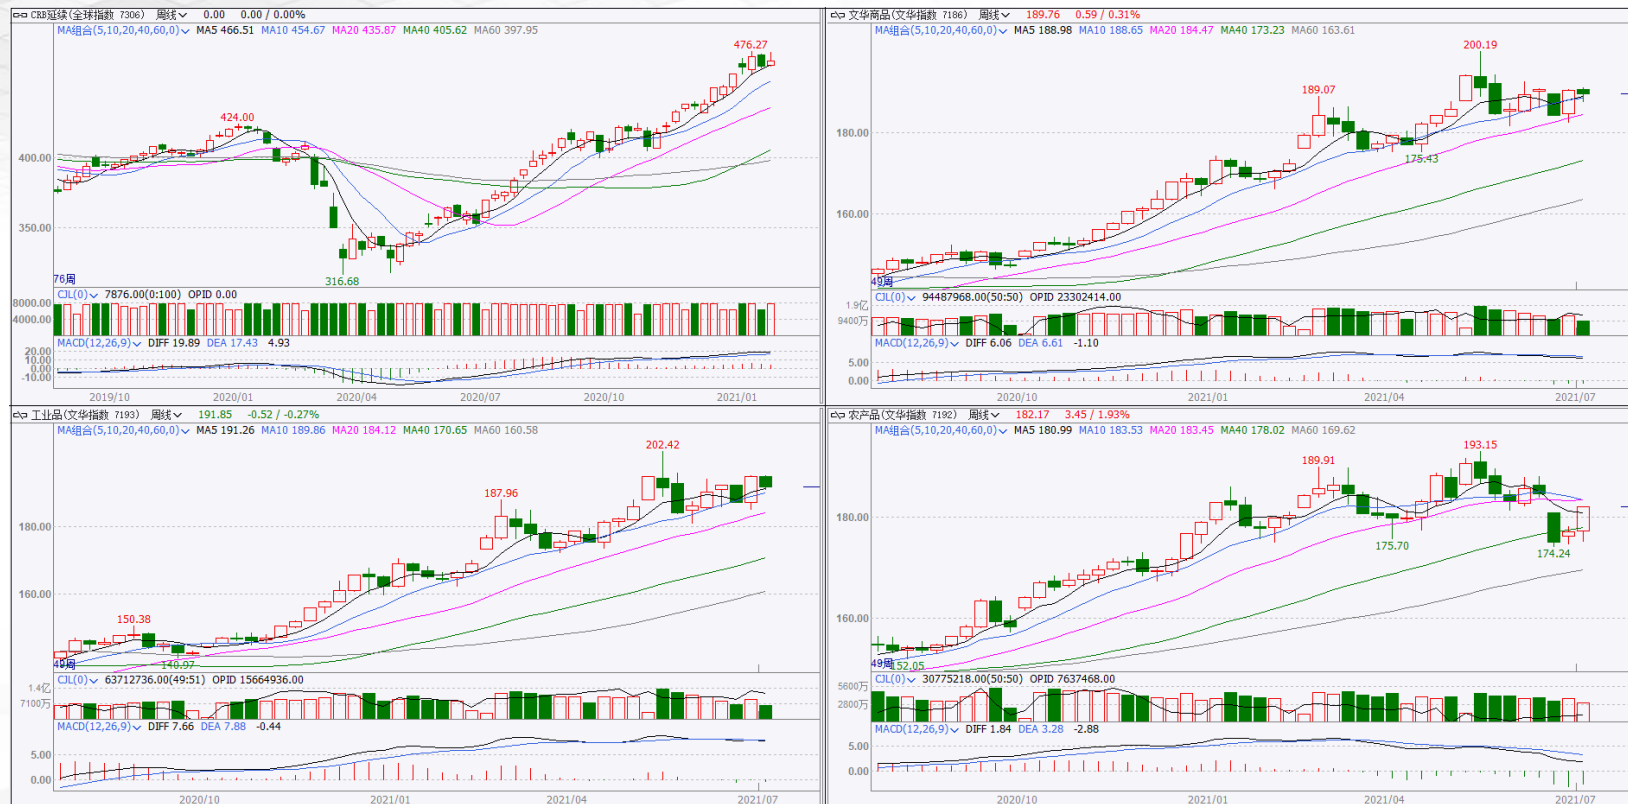 CRB延续(全球指数 7306) 周线 0.00 0.00 / 0.00%
MA组合(5,10,20,40,60,0) MA5 466.51 MA10 454.67 MA20 435.87 MA40 405.62 MA60 397.95
476.27
424.00
400.00
350.00
316.68
76周
CJL(0) 7876.00(0:100) OPID 0.00
8000.00
4000.00
MACD(12,26,9) DIFF 19.89 DEA 17.43 4.93
20.00
10.00
0.00
-10.00
2019/10 2020/01 2020/04 2020/07 2020/10 2021/01
文华商品(文华指数 7186) 周线 189.76 0.59 / 0.31%
MA组合(5,10,20,40,60,0) MA5 188.98 MA10 188.65 MA20 184.47 MA40 173.23 MA60 163.61
200.19
189.07
180.00
175.43
160.00
49周
CJL(0) 94487968.00(50:50) OPID 23302414.00
1.9亿
9400万
MACD(12,26,9) DIFF 6.06 DEA 6.61 -1.10
5.00
0.00
2020/10 2021/01 2021/04 2021/07
工业品(文华指数 7193) 周线 191.85 -0.52 / -0.27%
MA组合(5,10,20,40,60,0) MA5 191.26 MA10 189.86 MA20 184.12 MA40 170.65 MA60 160.58
202.42
187.96
180.00
160.00
150.38
49周
140.97
CJL(0) 63712736.00(49:51) OPID 15664936.00
1.4亿
7100万
MACD(12,26,9) DIFF 7.66 DEA 7.88 -0.44
5.00
0.00
2020/10 2021/01 2021/04 2021/07
农产品(文华指数 7192) 周线 182.17 3.45 / 1.93%
MA组合(5,10,20,40,60,0) MA5 180.99 MA10 183.53 MA20 183.45 MA40 178.02 MA60 169.62
193.15
189.91
180.00
175.70
174.24
160.00
49周
152.05
CJL(0) 30775218.00(50:50) OPID 7637468.00
5600万
2800万
MACD(12,26,9) DIFF 1.84 DEA 3.28 -2.88
5.00
0.00
2020/10 2021/01 2021/04 2021/07